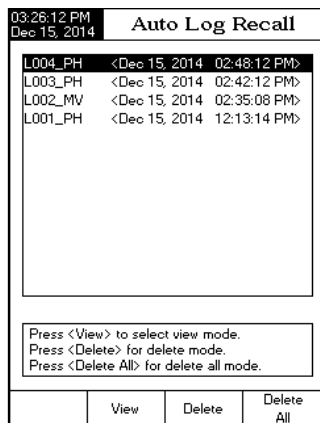 03:26:12 PM
Dec 15, 2014
Auto Log Recall
L004_PH <Dec 15, 2014 02:48:12 PM>
L003_PH <Dec 15, 2014 02:42:12 PM>
L002_MV <Dec 15, 2014 02:35:08 PM>
L001_PH <Dec 15, 2014 12:13:14 PM>
Press <View> to select view mode.
Press <Delete> for delete mode.
Press <Delete All> for delete all mode.
View
Delete
Delete
All